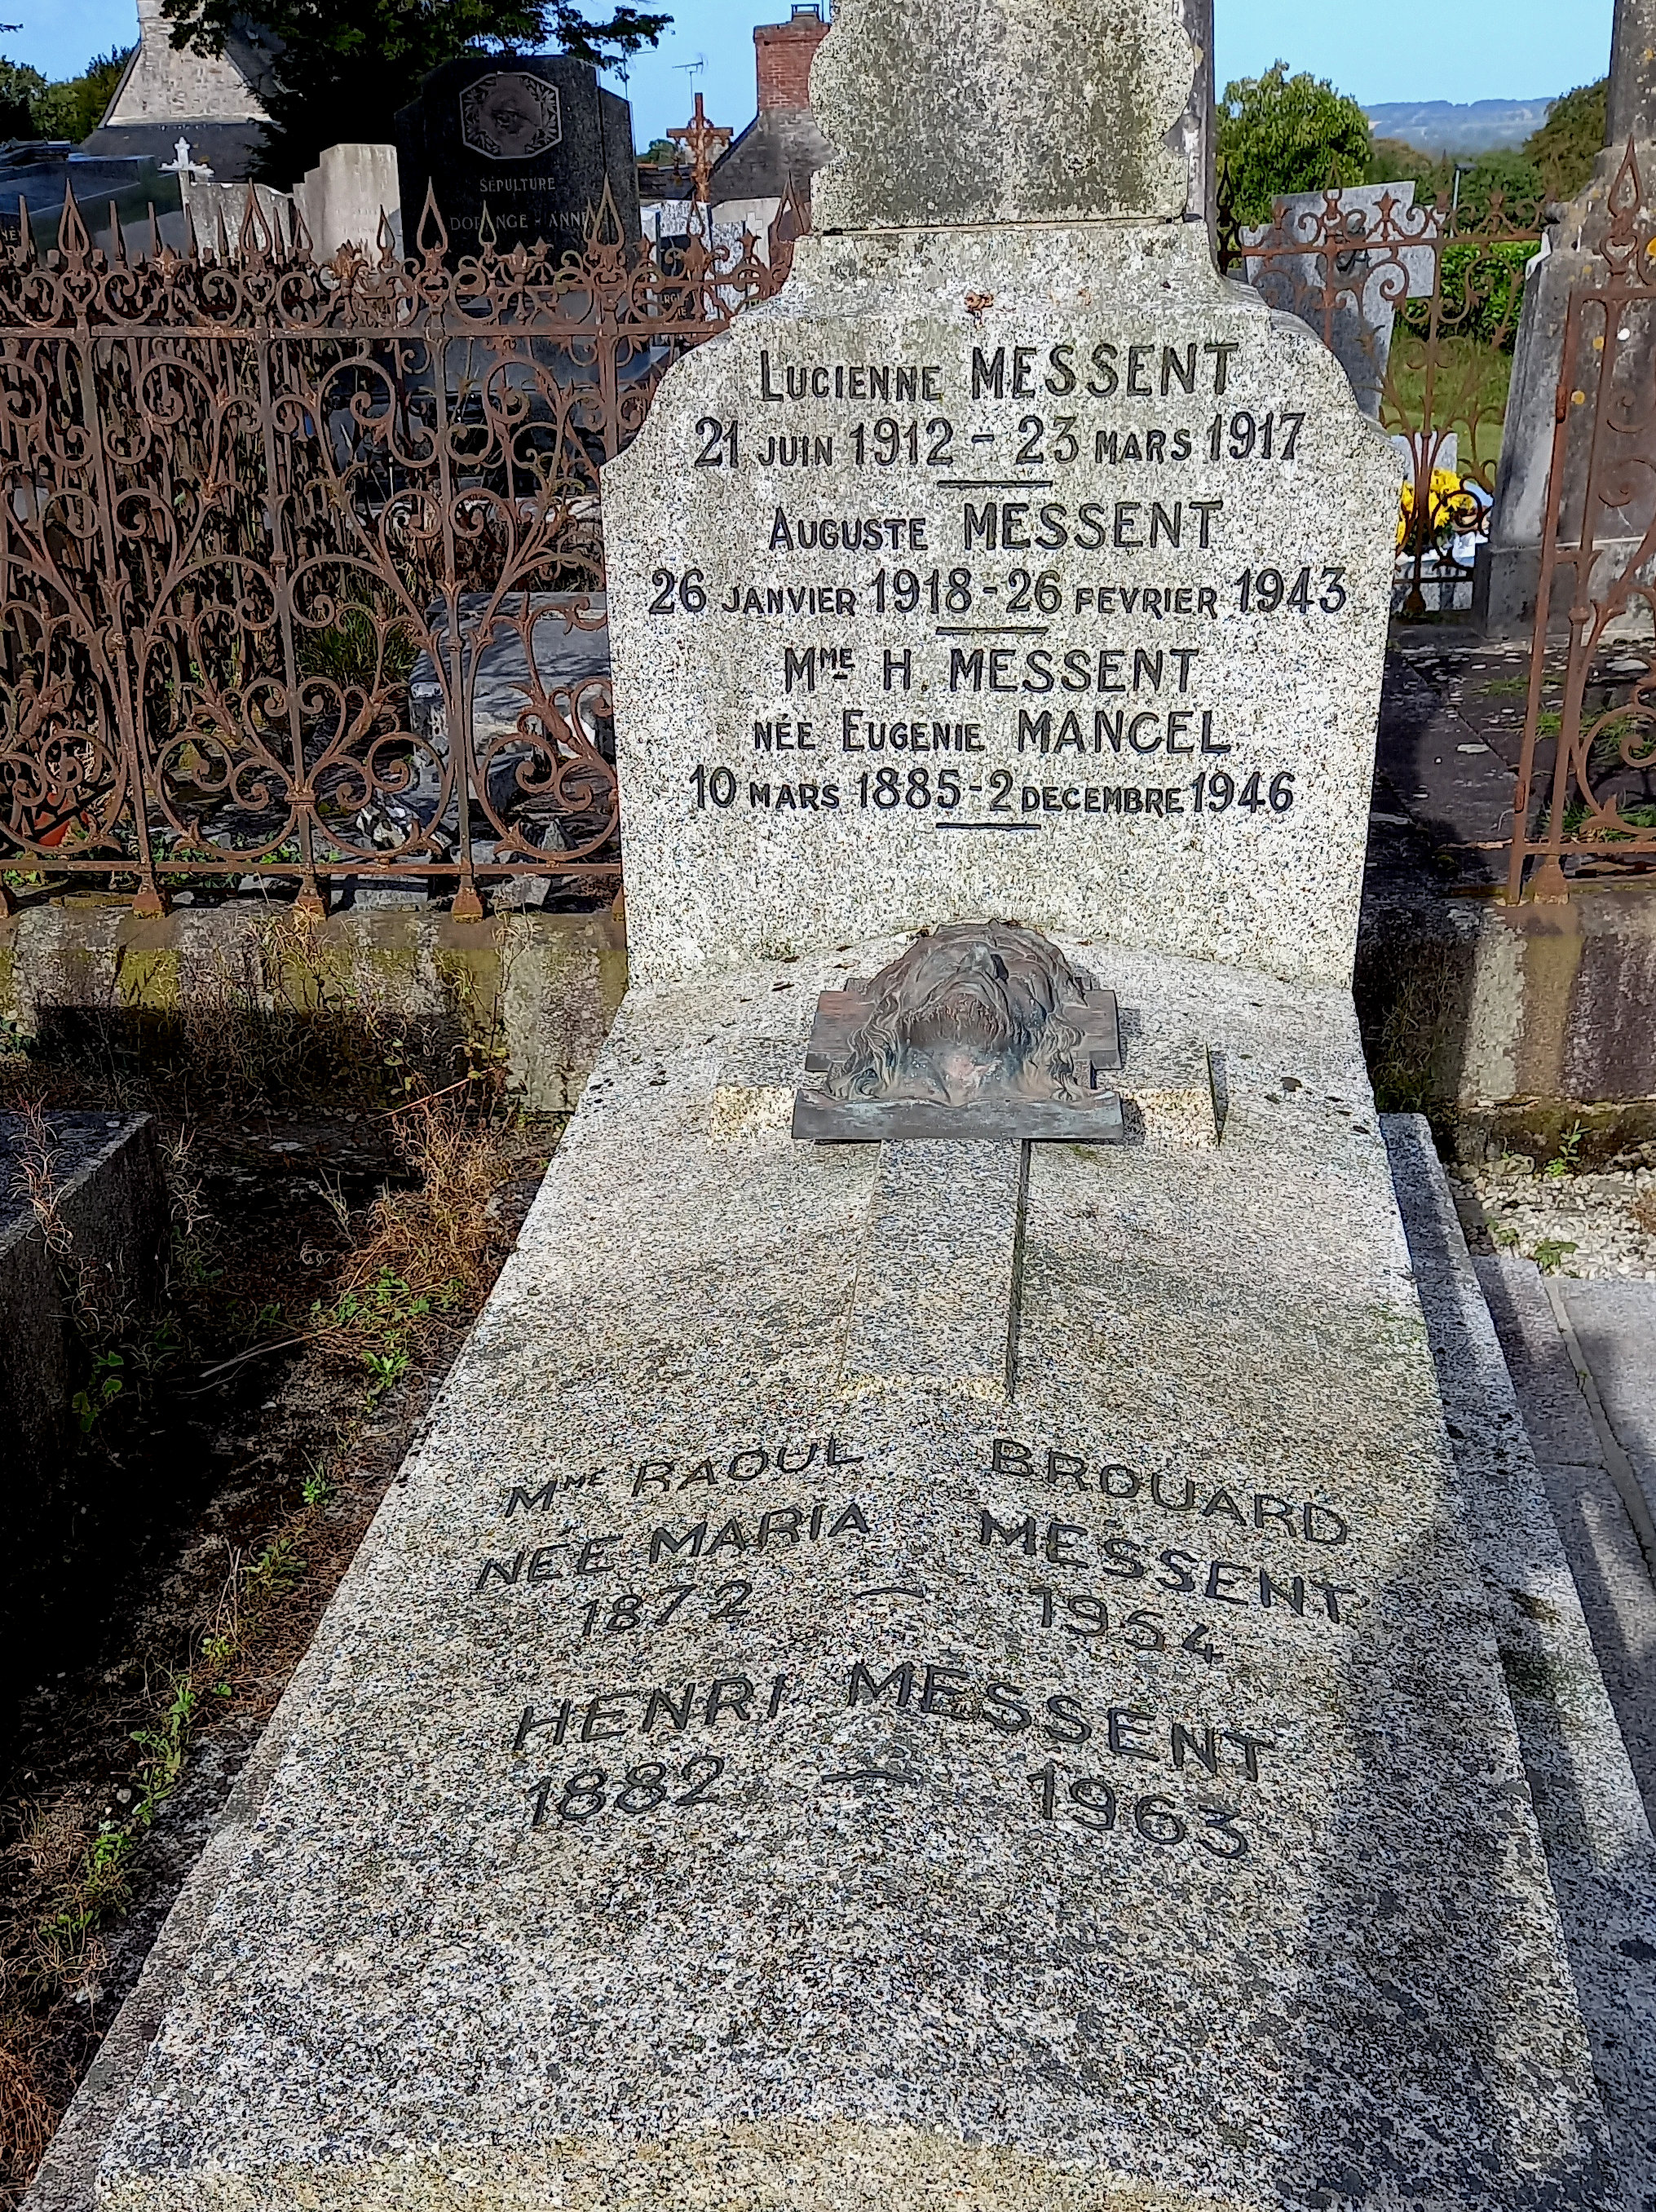 SÉPULTURE
DORANGE - ANNE
LUCIENNE MESSENT
21 JUIN 1912 - 23 MARS 1917
AUGUSTE MESSENT
26 JANVIER 1918 - 26 FEVRIER 1943
MME H. MESSENT
NÉE EUGENIE MANCEL
10 MARS 1885 - 2 DECEMBRE 1946
MME RAOUL BROUARD
NÉE MARIA MESSENT
1872 — 1954
HENRI MESSENT
1882 — 1963